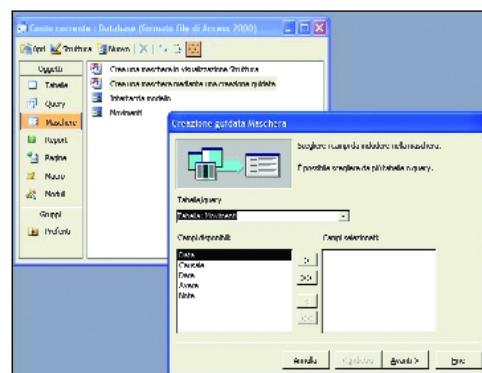 Conto corrente : Database (formato file di Access 2000)
Apri Struttura Nuovo
Oggetti
Tabelle
Query
Maschere
Report
Pagine
Macro
Moduli
Gruppi
Preferiti
Crea una maschera in visualizzazione Struttura
Crea una maschera mediante una creazione guidata
Interfaccia modello
Movimenti
Creazione guidata Maschera
Scegliere i campi da includere nella maschera.
È possibile scegliere da più tabelle o query.
Tabelle/query
Tabella: Movimenti
Campi disponibili:
Campi selezionati:
Data
Causale
Dare
Avere
Note
>
>>
<
<<
Annulla < Indietro Avanti > Fine